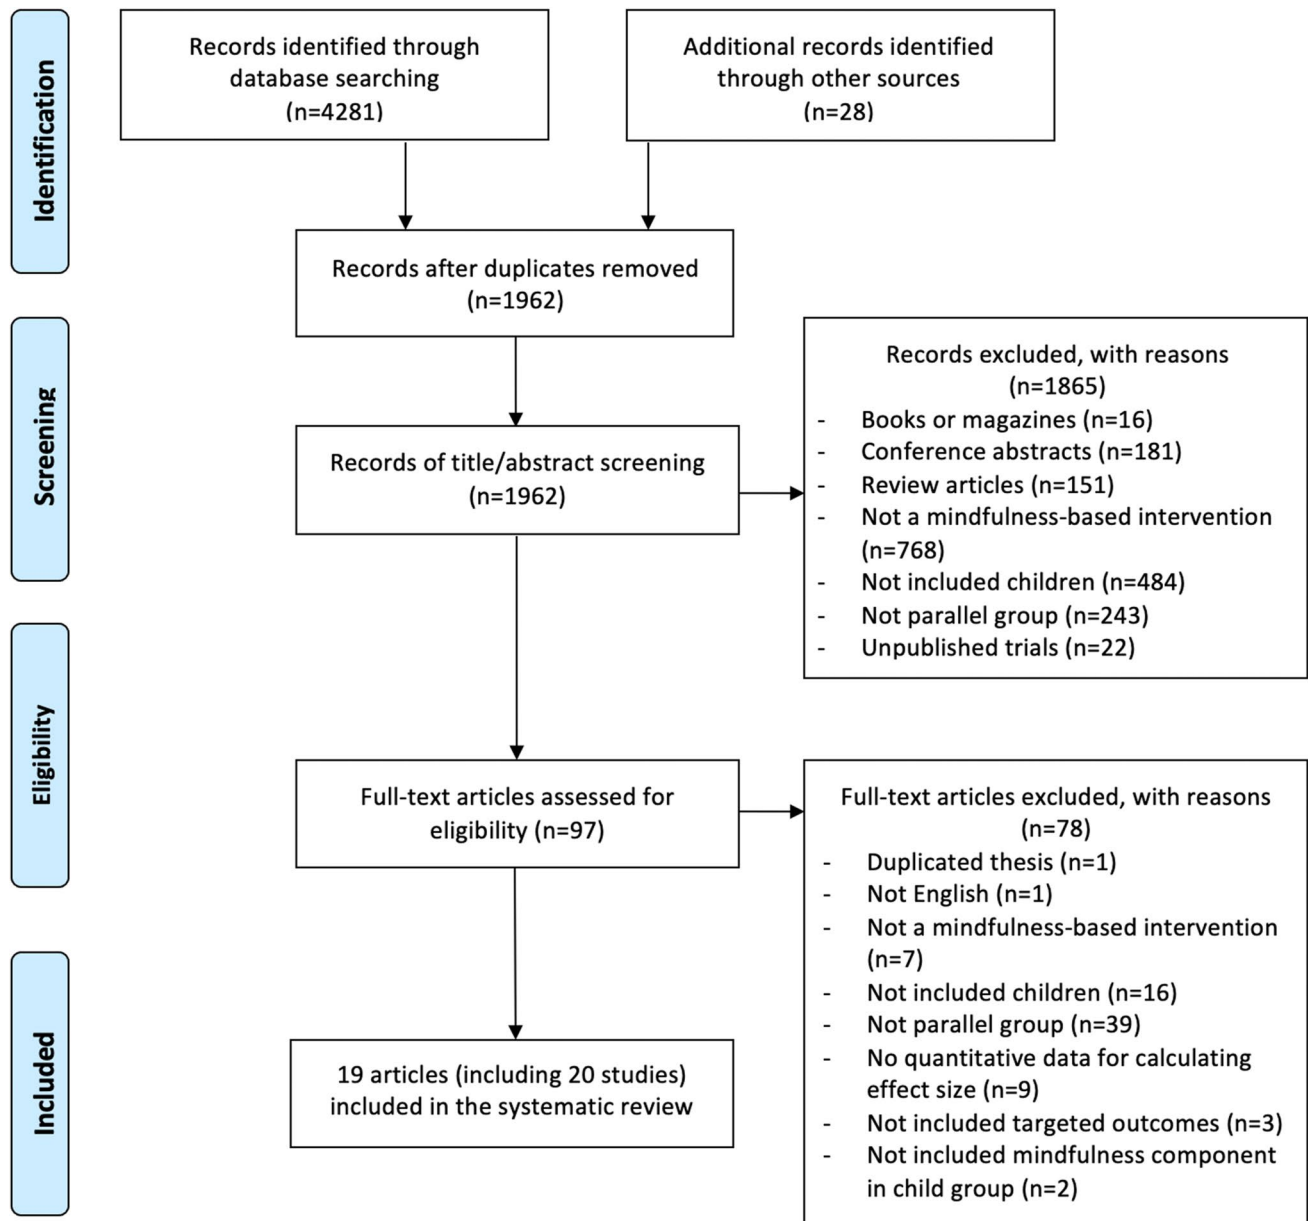 Identification
Records identified through
database searching
(n=4281)
Additional records identified
through other sources
(n=28)
Records after duplicates removed
(n=1962)
Screening
Records of title/abstract screening
(n=1962)
Records excluded, with reasons
(n=1865)
- Books or magazines (n=16)
- Conference abstracts (n=181)
- Review articles (n=151)
- Not a mindfulness-based intervention
(n=768)
- Not included children (n=484)
- Not parallel group (n=243)
- Unpublished trials (n=22)
Eligibility
Full-text articles assessed for
eligibility (n=97)
Full-text articles excluded, with reasons
(n=78)
- Duplicated thesis (n=1)
- Not English (n=1)
- Not a mindfulness-based intervention
(n=7)
- Not included children (n=16)
- Not parallel group (n=39)
- No quantitative data for calculating
effect size (n=9)
- Not included targeted outcomes (n=3)
- Not included mindfulness component
in child group (n=2)
Included
19 articles (including 20 studies)
included in the systematic review